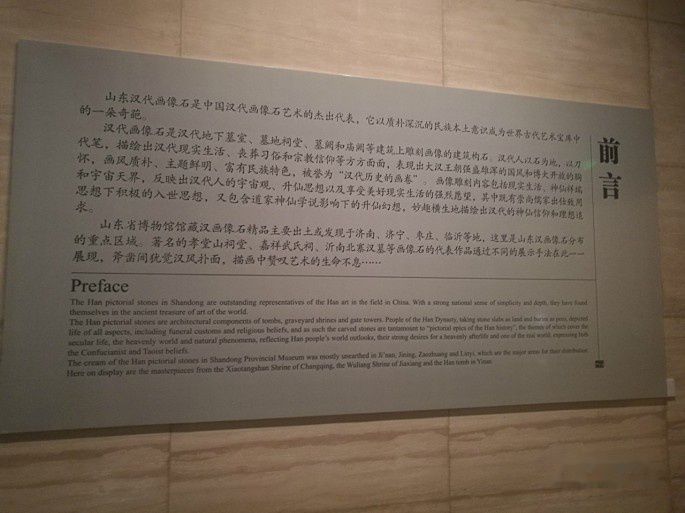 前言
山东汉代画像石是中国汉代画像石艺术的杰出代表，它以质朴深沉的民族本土意识成为世界古代艺术宝库中
的一朵奇葩。
汉代画像石是汉代地下墓室、墓地祠堂、墓阙和庙阙等建筑上雕刻画像的建筑构石。汉代人以石为地，以刀
代笔，描绘出汉代现实生活、丧葬习俗和宗教信仰等方方面面，表现出大汉王朝强盛雄浑的国风和博大开放的胸
怀，画风质朴、主题鲜明、富有民族特色，被誉为“汉代历史的画卷”。画像雕刻内容包括现实生活、神仙祥瑞
和宇宙天界，反映出汉代人的宇宙观、升仙思想以及享受美好现实生活的强烈愿望，其中既有崇尚儒家出仕致用
思想下积极的入世思想，又包含道家神仙学说影响下的升仙幻想，妙趣横生地描绘出汉代的神仙信仰和理想追
求。
山东省博物馆馆藏汉画像石精品主要出土或发现于济南、济宁、枣庄、临沂等地，这里是山东汉画像石分布
的重点区域。著名的孝堂山祠堂、嘉祥武氏祠、沂南北寨汉墓等画像石的代表作品通过不同的展示手法在此一一
展现，斧凿间犹觉汉风扑面，描画中赞叹艺术的生命不息……
Preface
The Han pictorial stones in Shandong are outstanding representatives of the Han art in the field in China. With a strong national sense of simplicity and depth, they have found
themselves in the ancient treasure of art of the world.
The Han pictorial stones are architectural components of tombs, graveyard shrines and gate towers. People of the Han Dynasty, taking stone slabs as land and burins as pens, depicted
life of all aspects, including funeral customs and religious beliefs, and as such the carved stones are tantamount to "pictorial epics of the Han history", the themes of which cover the
secular life, the heavenly world and natural phenomena, reflecting Han people's world outlooks, their strong desires for a heavenly afterlife and one of the real world, expressing both
the Confucianist and Taoist beliefs.
The cream of the Han pictorial stones in Shandong Provincial Museum was mostly unearthed in Ji'nan, Jining, Zaozhuang and Linyi, which are the major areas for their distribution.
Here on display are the masterpieces from the Xiaotangshan Shrine of Changqing, the Wuliang Shrine of Jiaxiang and the Han tomb in Yinan.